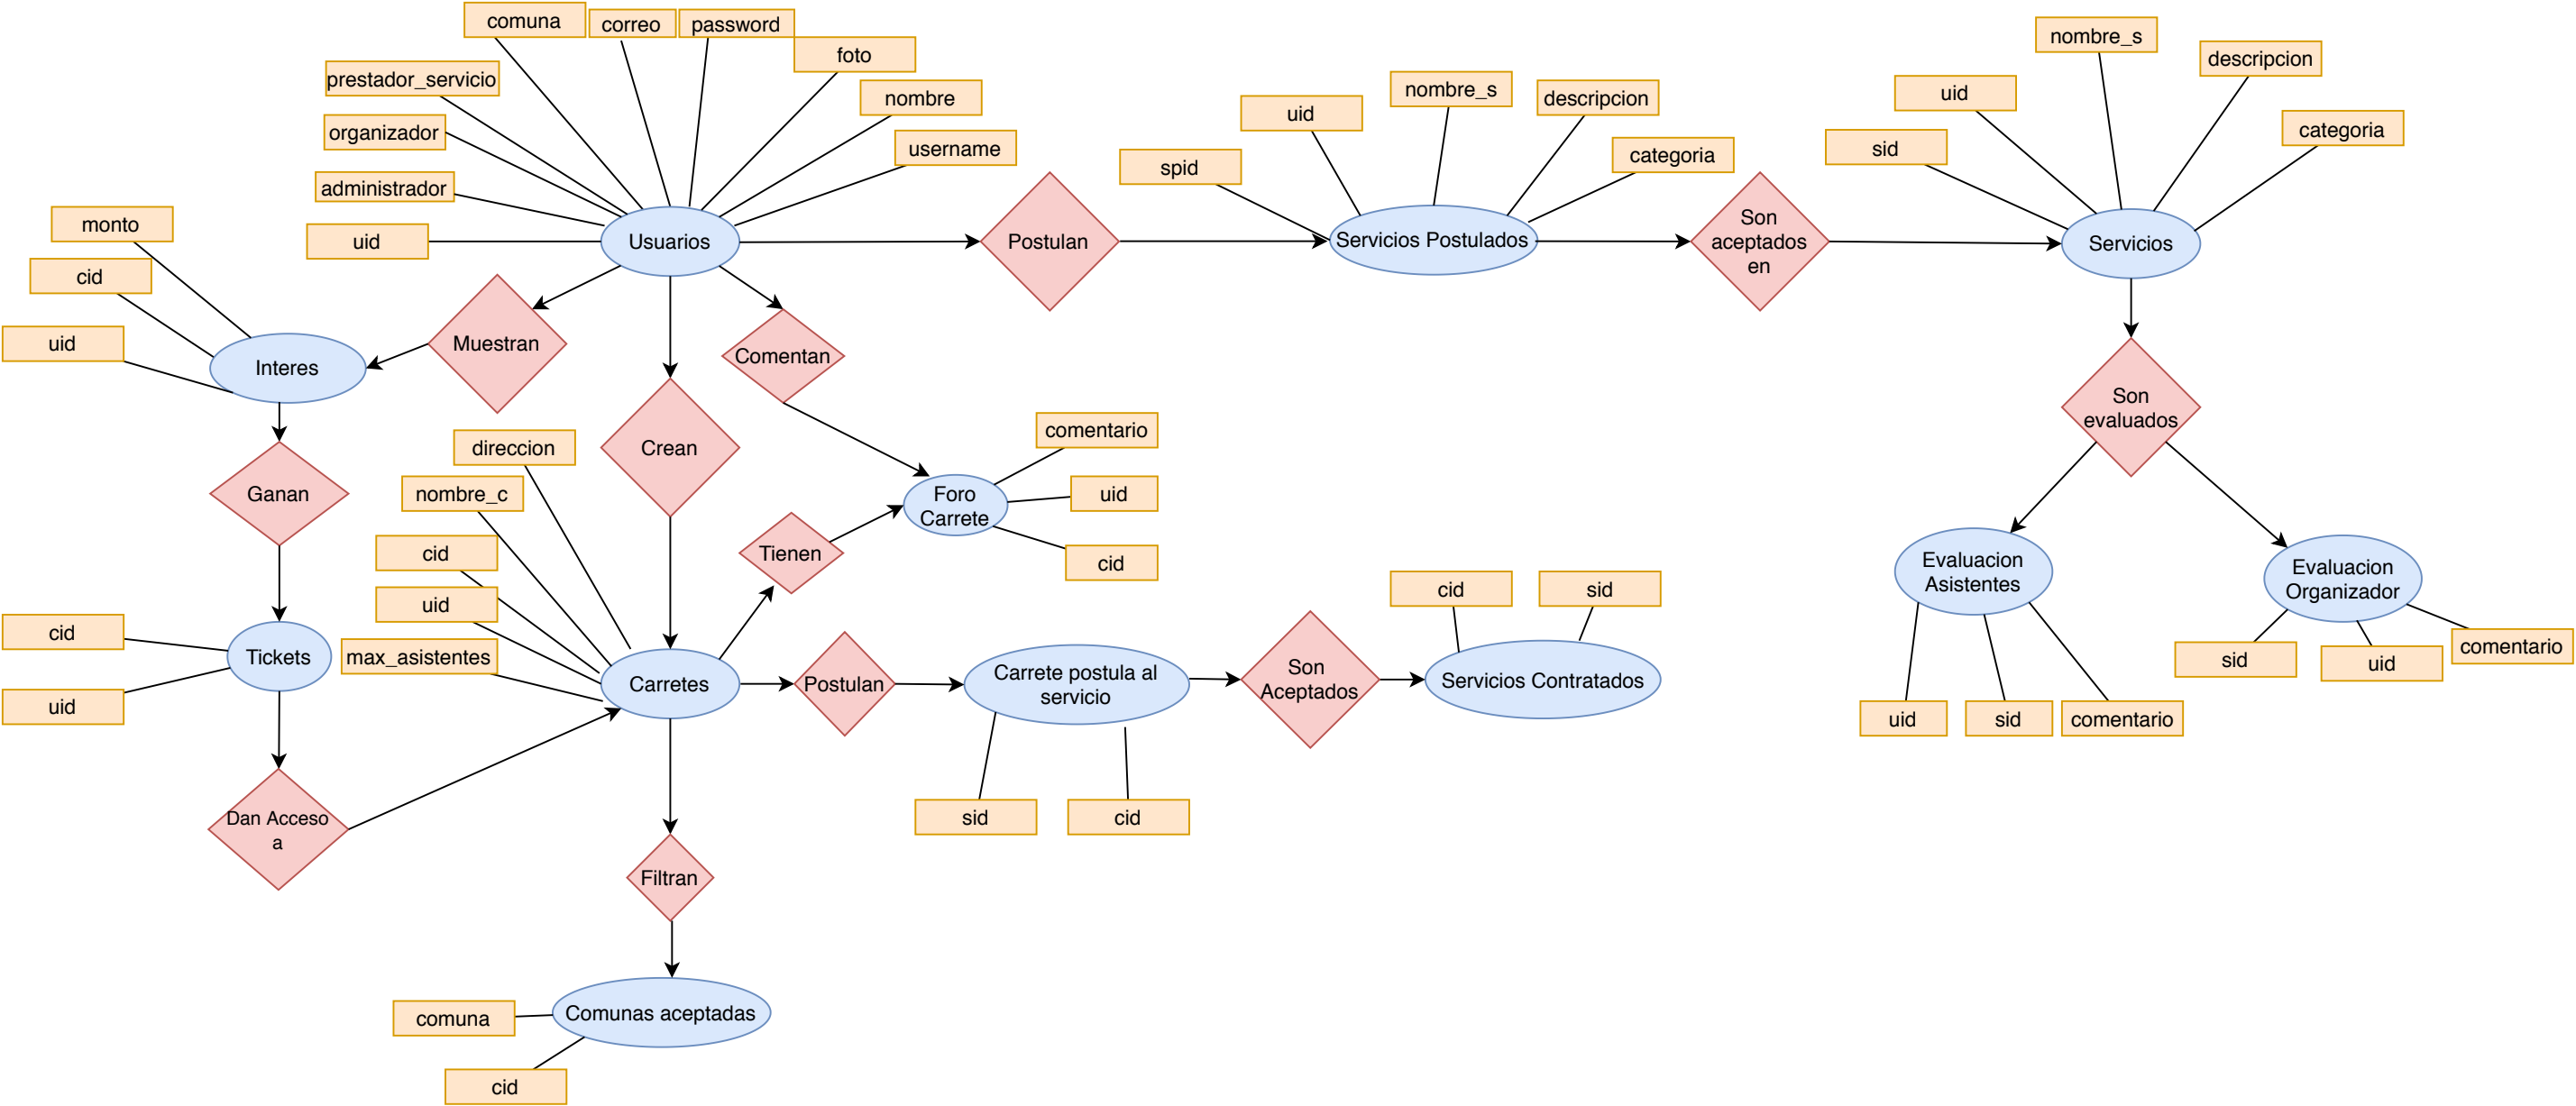 comuna
correo
password
foto
prestador_servicio
nombre
organizador
username
administrador
uid
Usuarios
Postulan
spid
uid
nombre_s
descripcion
categoria
Servicios Postulados
Son
aceptados
en
sid
uid
nombre_s
descripcion
categoria
Servicios
monto
cid
uid
Interes
Muestran
Comentan
Crean
Ganan
direccion
nombre_c
cid
uid
max_asistentes
Carretes
Tienen
Foro
Carrete
comentario
uid
cid
Son
evaluados
Evaluacion
Asistentes
uid
sid
comentario
Evaluacion
Organizador
sid
uid
comentario
cid
uid
Tickets
Dan Acceso
a
Postulan
Carrete postula al
servicio
sid
cid
Son
Aceptados
cid
sid
Servicios Contratados
Filtran
Comunas aceptadas
comuna
cid